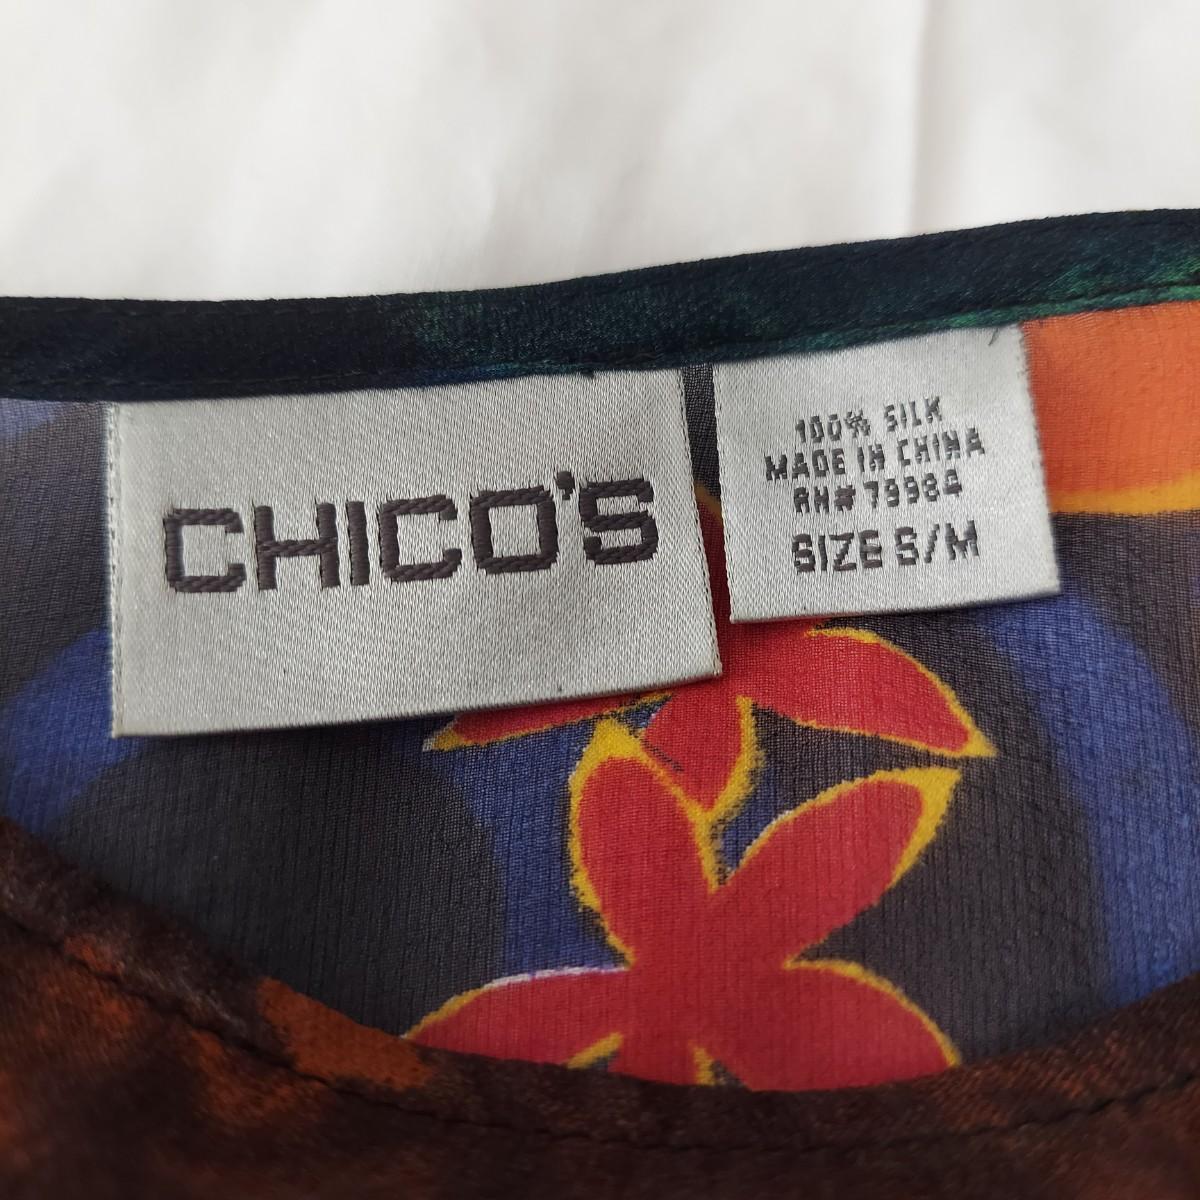 CHICO'S
100% SILK
MADE IN CHINA
RN# 79984
SIZE S/M